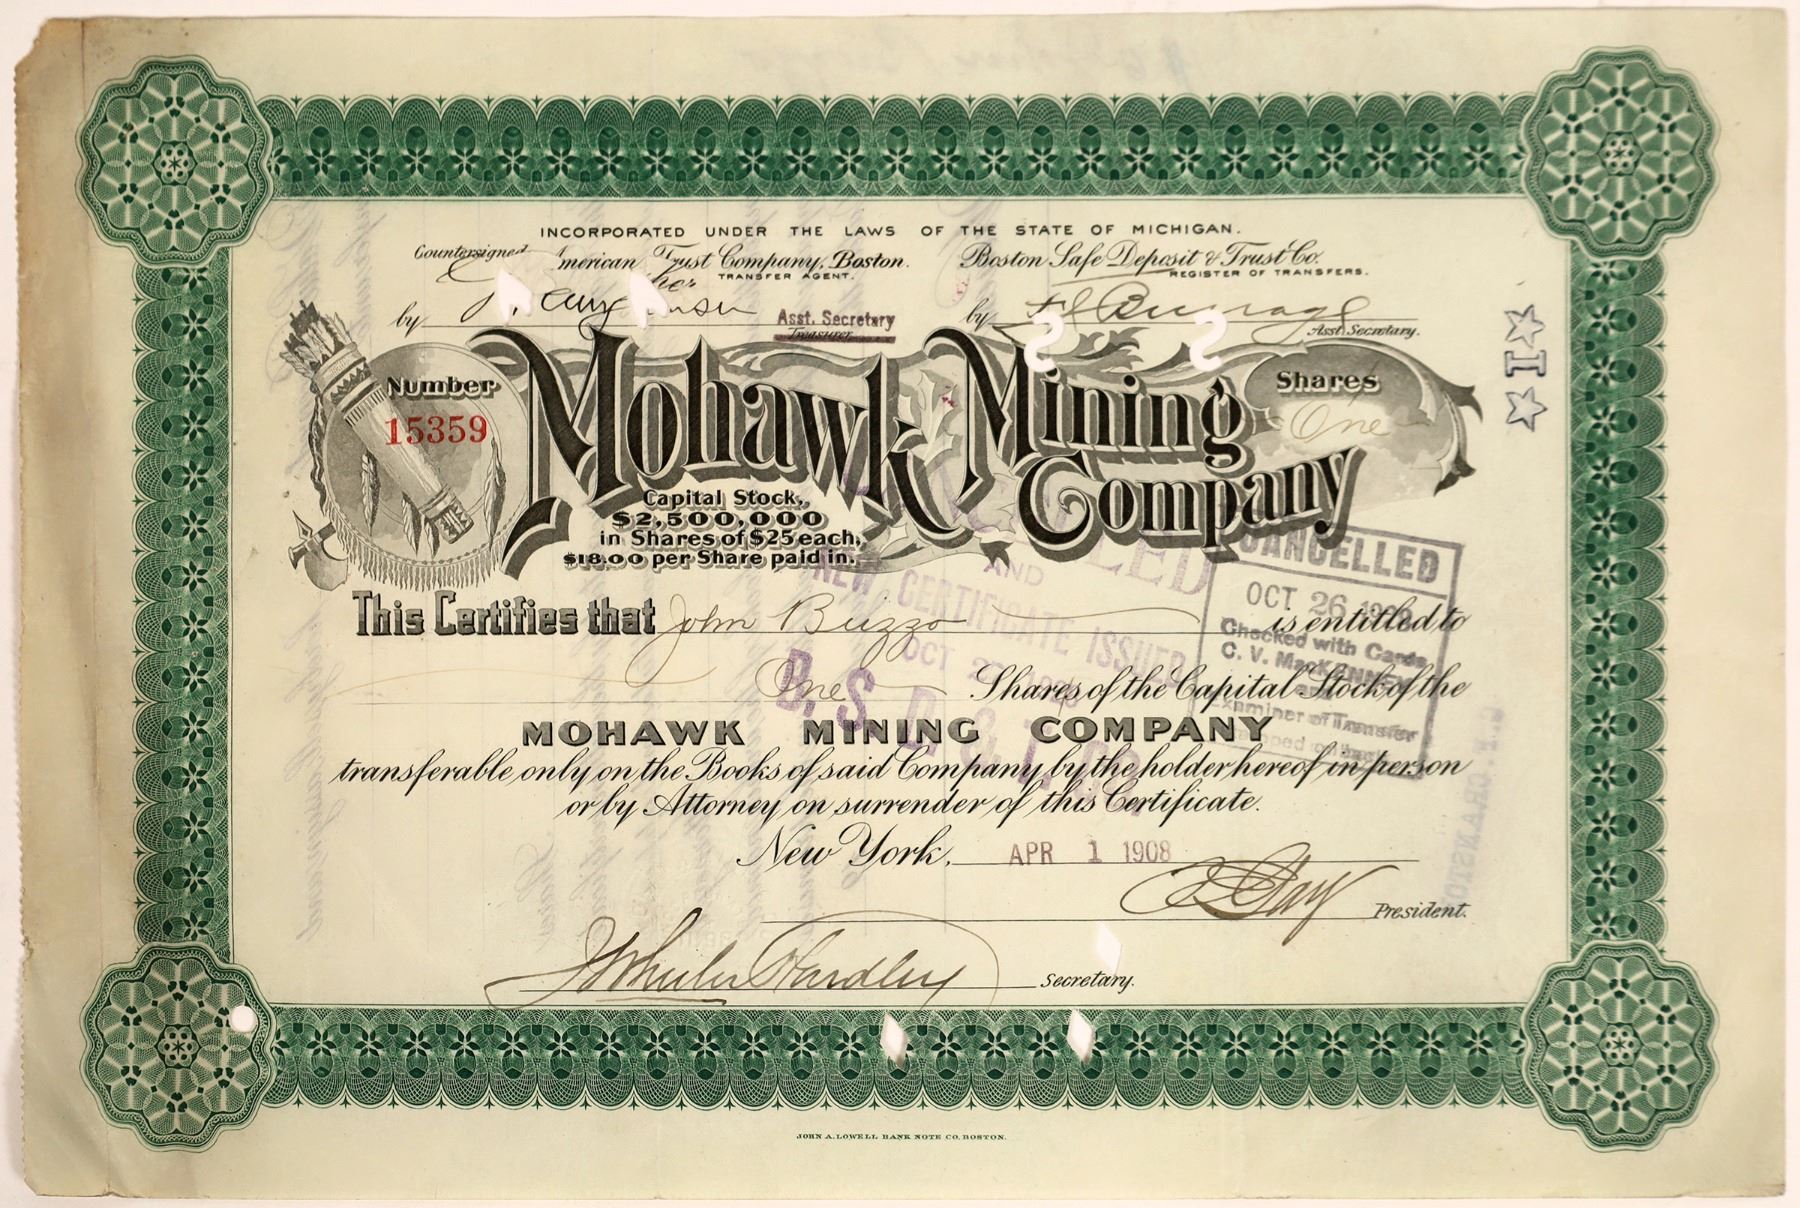 INCORPORATED UNDER THE LAWS OF THE STATE OF MICHIGAN.
Countersigned American Trust Company, Boston.
TRANSFER AGENT.
Boston Safe Deposit & Trust Co.
REGISTER OF TRANSFERS.
by
Asst. Secretary
Treasurer.
by
Asst. Secretary.
☆I☆
Number
15359
Mohawk Mining Company
Shares
One
Capital Stock,
$2,500,000
in Shares of $25 each,
$18.00 per Share paid in.
CANCELLED
AND
NEW CERTIFICATE ISSUED
OCT
B. S. D. & T. CO.
CANCELLED
OCT 26
Checked with Cards
C. V.
Examiner of Transfer
This Certifies that John Buzzo is entitled to
One Shares of the Capital Stock of the
MOHAWK MINING COMPANY
transferable only on the Books of said Company by the holder hereof in person
or by Attorney on surrender of this Certificate.
New York, APR 1 1908
President.
Secretary.
JOHN A. LOWELL BANK NOTE CO. BOSTON.